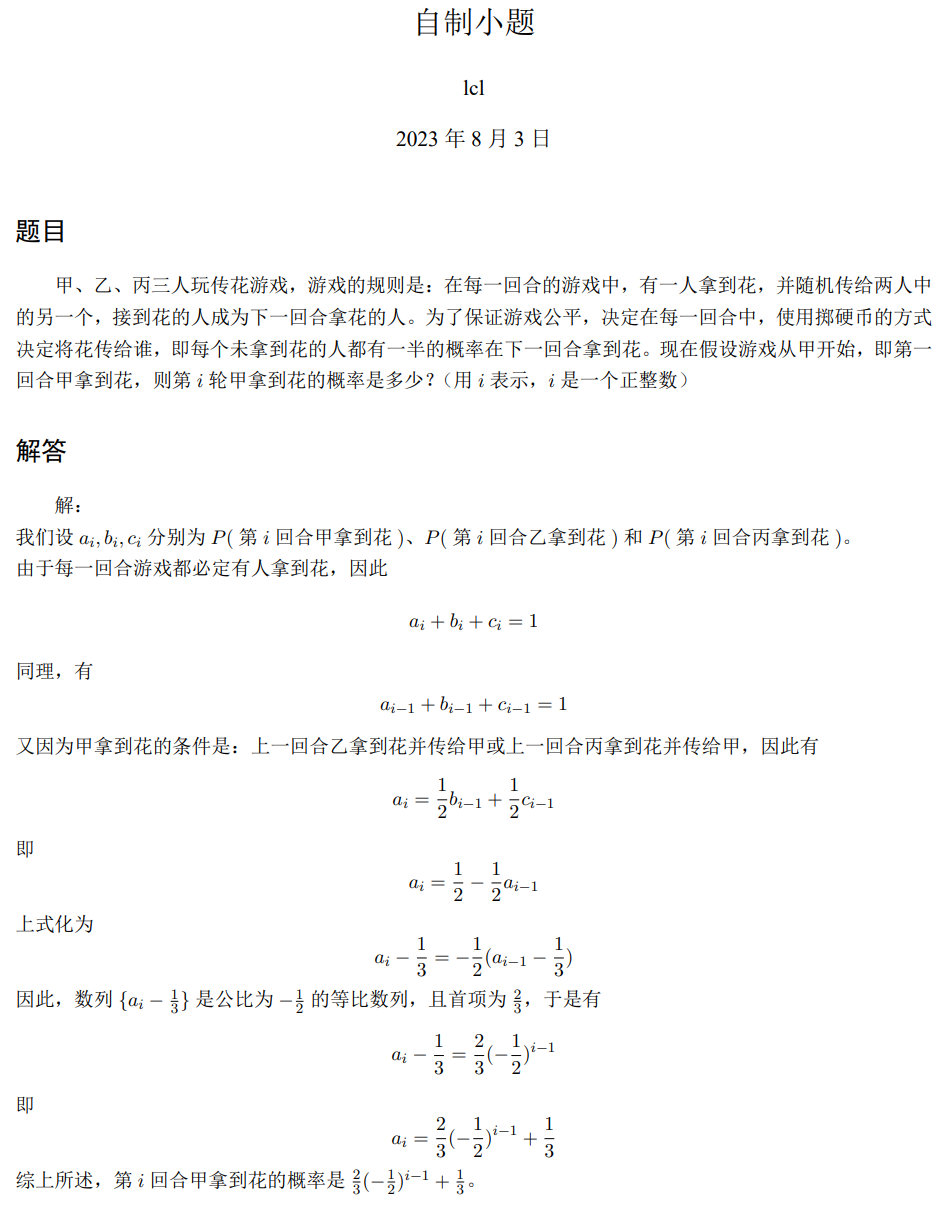 自制小题
lcl
2023 年 8 月 3 日
题目
甲、乙、丙三人玩传花游戏，游戏的规则是：在每一回合的游戏中，有一人拿到花，并随机传给两人中
的另一个，接到花的人成为下一回合拿花的人。为了保证游戏公平，决定在每一回合中，使用掷硬币的方式
决定将花传给谁，即每个未拿到花的人都有一半的概率在下一回合拿到花。现在假设游戏从甲开始，即第一
回合甲拿到花，则第 $i$ 轮甲拿到花的概率是多少？（用 $i$ 表示，$i$ 是一个正整数）
解答
解：
我们设 $a_i, b_i, c_i$ 分别为 $P($ 第 $i$ 回合甲拿到花 $)$、$P($ 第 $i$ 回合乙拿到花 $)$ 和 $P($ 第 $i$ 回合丙拿到花 $)$。
由于每一回合游戏都必定有人拿到花，因此
$a_i + b_i + c_i = 1$
同理，有
$a_{i-1} + b_{i-1} + c_{i-1} = 1$
又因为甲拿到花的条件是：上一回合乙拿到花并传给甲或上一回合丙拿到花并传给甲，因此有
$a_i = \frac{1}{2}b_{i-1} + \frac{1}{2}c_{i-1}$
即
$a_i = \frac{1}{2} - \frac{1}{2}a_{i-1}$
上式化为
$a_i - \frac{1}{3} = -\frac{1}{2}(a_{i-1} - \frac{1}{3})$
因此，数列 $\{a_i - \frac{1}{3}\}$ 是公比为 $-\frac{1}{2}$ 的等比数列，且首项为 $\frac{2}{3}$，于是有
$a_i - \frac{1}{3} = \frac{2}{3}(-\frac{1}{2})^{i-1}$
即
$a_i = \frac{2}{3}(-\frac{1}{2})^{i-1} + \frac{1}{3}$
综上所述，第 $i$ 回合甲拿到花的概率是 $\frac{2}{3}(-\frac{1}{2})^{i-1} + \frac{1}{3}$。